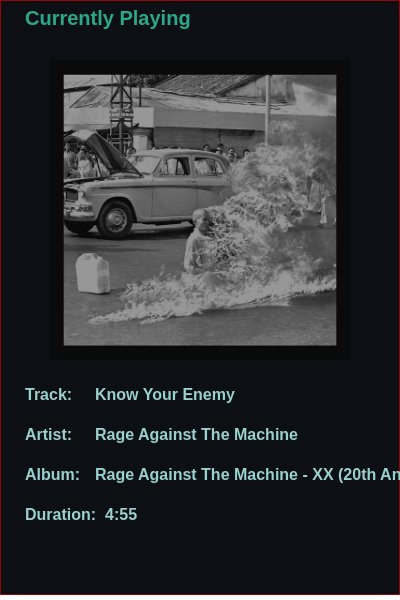 Currently Playing
Track: Know Your Enemy
Artist: Rage Against The Machine
Album: Rage Against The Machine - XX (20th An
Duration: 4:55